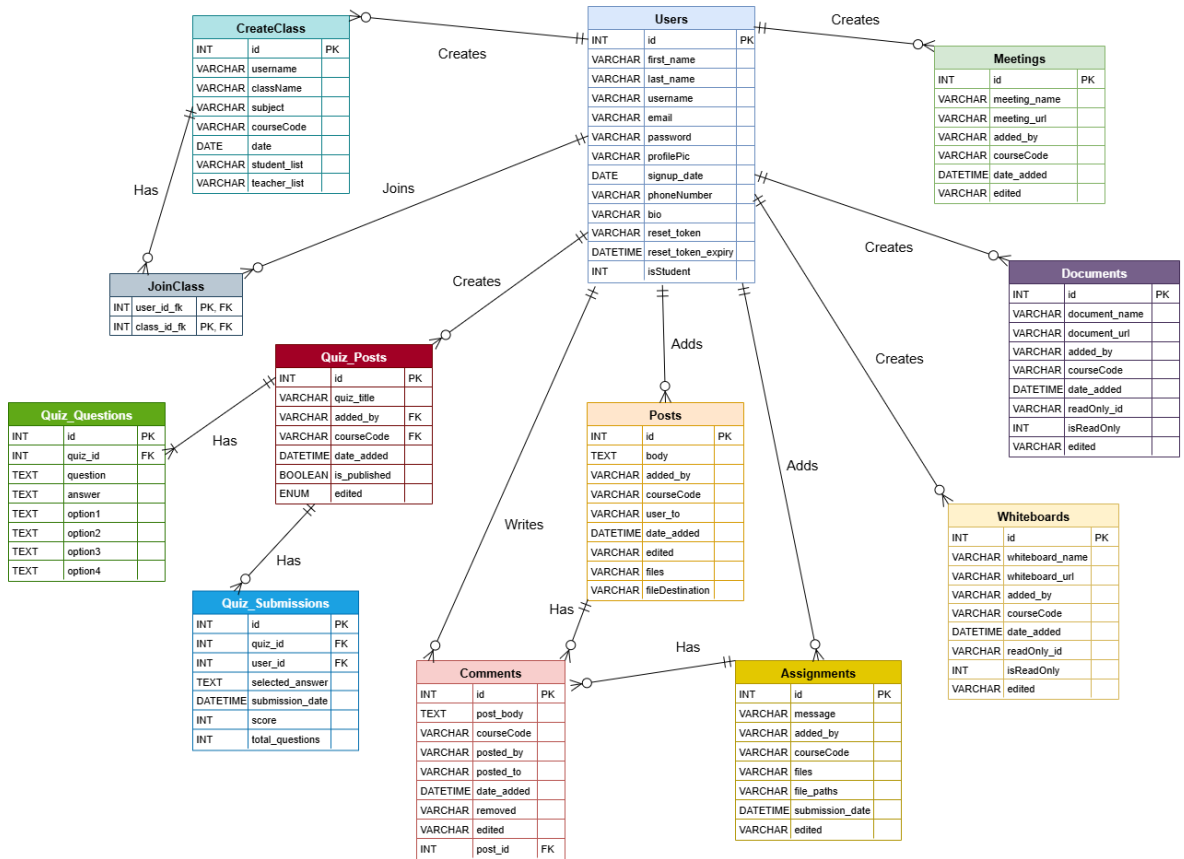 CreateClass
INT id PK
VARCHAR username
VARCHAR className
VARCHAR subject
VARCHAR courseCode
DATE date
VARCHAR student_list
VARCHAR teacher_list
Creates
Users
INT id PK
VARCHAR first_name
VARCHAR last_name
VARCHAR username
VARCHAR email
VARCHAR password
VARCHAR profilePic
DATE signup_date
VARCHAR phoneNumber
VARCHAR bio
VARCHAR reset_token
DATETIME reset_token_expiry
INT isStudent
Creates
Meetings
INT id PK
VARCHAR meeting_name
VARCHAR meeting_url
VARCHAR added_by
VARCHAR courseCode
DATETIME date_added
VARCHAR edited
Has
Joins
JoinClass
INT user_id_fk PK, FK
INT class_id_fk PK, FK
Creates
Creates
Documents
INT id PK
VARCHAR document_name
VARCHAR document_url
VARCHAR added_by
VARCHAR courseCode
DATETIME date_added
VARCHAR readOnly_id
INT isReadOnly
VARCHAR edited
Quiz_Posts
INT id PK
VARCHAR quiz_title
VARCHAR added_by FK
VARCHAR courseCode FK
DATETIME date_added
BOOLEAN is_published
ENUM edited
Adds
Creates
Quiz_Questions
INT id PK
INT quiz_id FK
TEXT question
TEXT answer
TEXT option1
TEXT option2
TEXT option3
TEXT option4
Has
Posts
INT id PK
TEXT body
VARCHAR added_by
VARCHAR courseCode
VARCHAR user_to
DATETIME date_added
VARCHAR edited
VARCHAR files
VARCHAR fileDestination
Adds
Writes
Has
Whiteboards
INT id PK
VARCHAR whiteboard_name
VARCHAR whiteboard_url
VARCHAR added_by
VARCHAR courseCode
DATETIME date_added
VARCHAR readOnly_id
INT isReadOnly
VARCHAR edited
Quiz_Submissions
INT id PK
INT quiz_id FK
INT user_id FK
TEXT selected_answer
DATETIME submission_date
INT score
INT total_questions
Has
Has
Comments
INT id PK
TEXT post_body
VARCHAR courseCode
VARCHAR posted_by
VARCHAR posted_to
DATETIME date_added
VARCHAR removed
VARCHAR edited
INT post_id FK
Assignments
INT id PK
VARCHAR message
VARCHAR added_by
VARCHAR courseCode
VARCHAR files
VARCHAR file_paths
DATETIME submission_date
VARCHAR edited